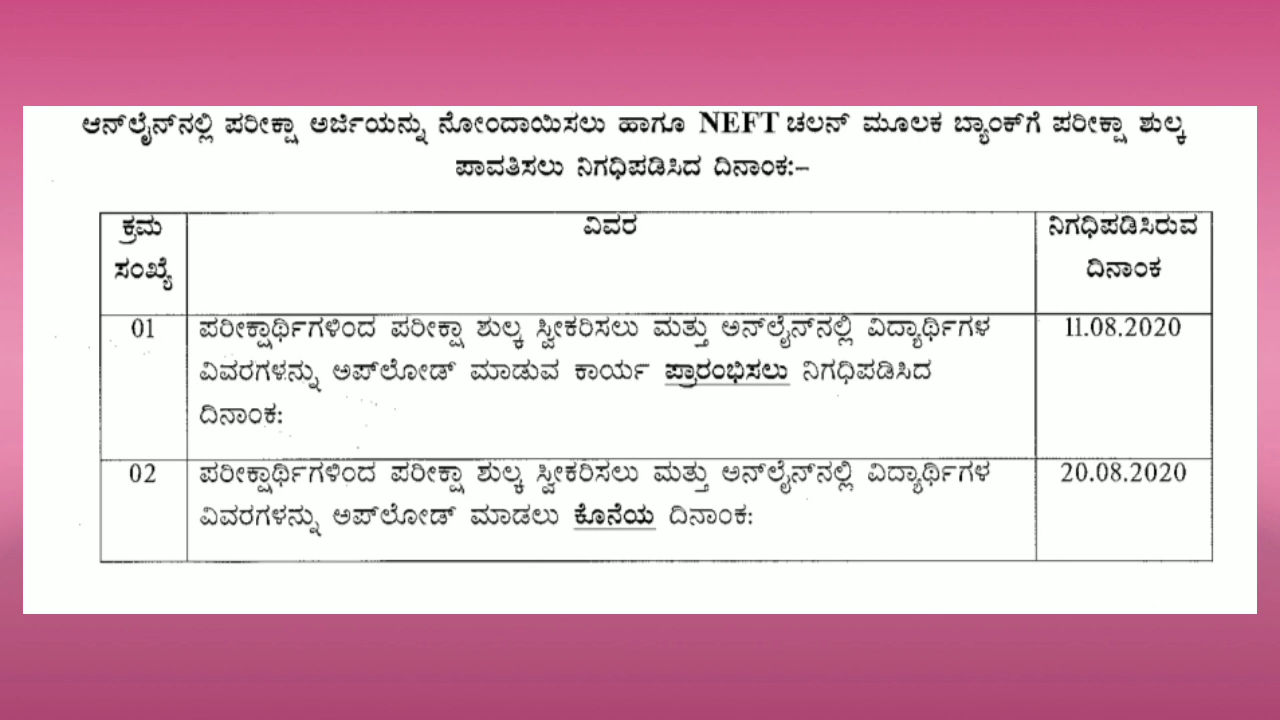 ಆನ್‌ಲೈನ್‌ನಲ್ಲಿ ಪರೀಕ್ಷಾ ಅರ್ಜಿಯನ್ನು ನೋಂದಾಯಿಸಲು ಹಾಗೂ NEFT ಚಲನ್ ಮೂಲಕ ಬ್ಯಾಂಕ್‌ಗೆ ಪರೀಕ್ಷಾ ಶುಲ್ಕ
ಪಾವತಿಸಲು ನಿಗಧಿಪಡಿಸಿದ ದಿನಾಂಕ:–
ಕ್ರಮ ಸಂಖ್ಯೆ
ವಿವರ
ನಿಗಧಿಪಡಿಸಿರುವ ದಿನಾಂಕ
01
ಪರೀಕ್ಷಾರ್ಥಿಗಳಿಂದ ಪರೀಕ್ಷಾ ಶುಲ್ಕ ಸ್ವೀಕರಿಸಲು ಮತ್ತು ಅನ್‌ಲೈನ್‌ನಲ್ಲಿ ವಿದ್ಯಾರ್ಥಿಗಳ
ವಿವರಗಳನ್ನು ಅಪ್‌ಲೋಡ್ ಮಾಡುವ ಕಾರ್ಯ ಪ್ರಾರಂಭಿಸಲು ನಿಗಧಿಪಡಿಸಿದ
ದಿನಾಂಕ:
11.08.2020
02
ಪರೀಕ್ಷಾರ್ಥಿಗಳಿಂದ ಪರೀಕ್ಷಾ ಶುಲ್ಕ ಸ್ವೀಕರಿಸಲು ಮತ್ತು ಅನ್‌ಲೈನ್‌ನಲ್ಲಿ ವಿದ್ಯಾರ್ಥಿಗಳ
ವಿವರಗಳನ್ನು ಅಪ್‌ಲೋಡ್ ಮಾಡಲು ಕೊನೆಯ ದಿನಾಂಕ:
20.08.2020